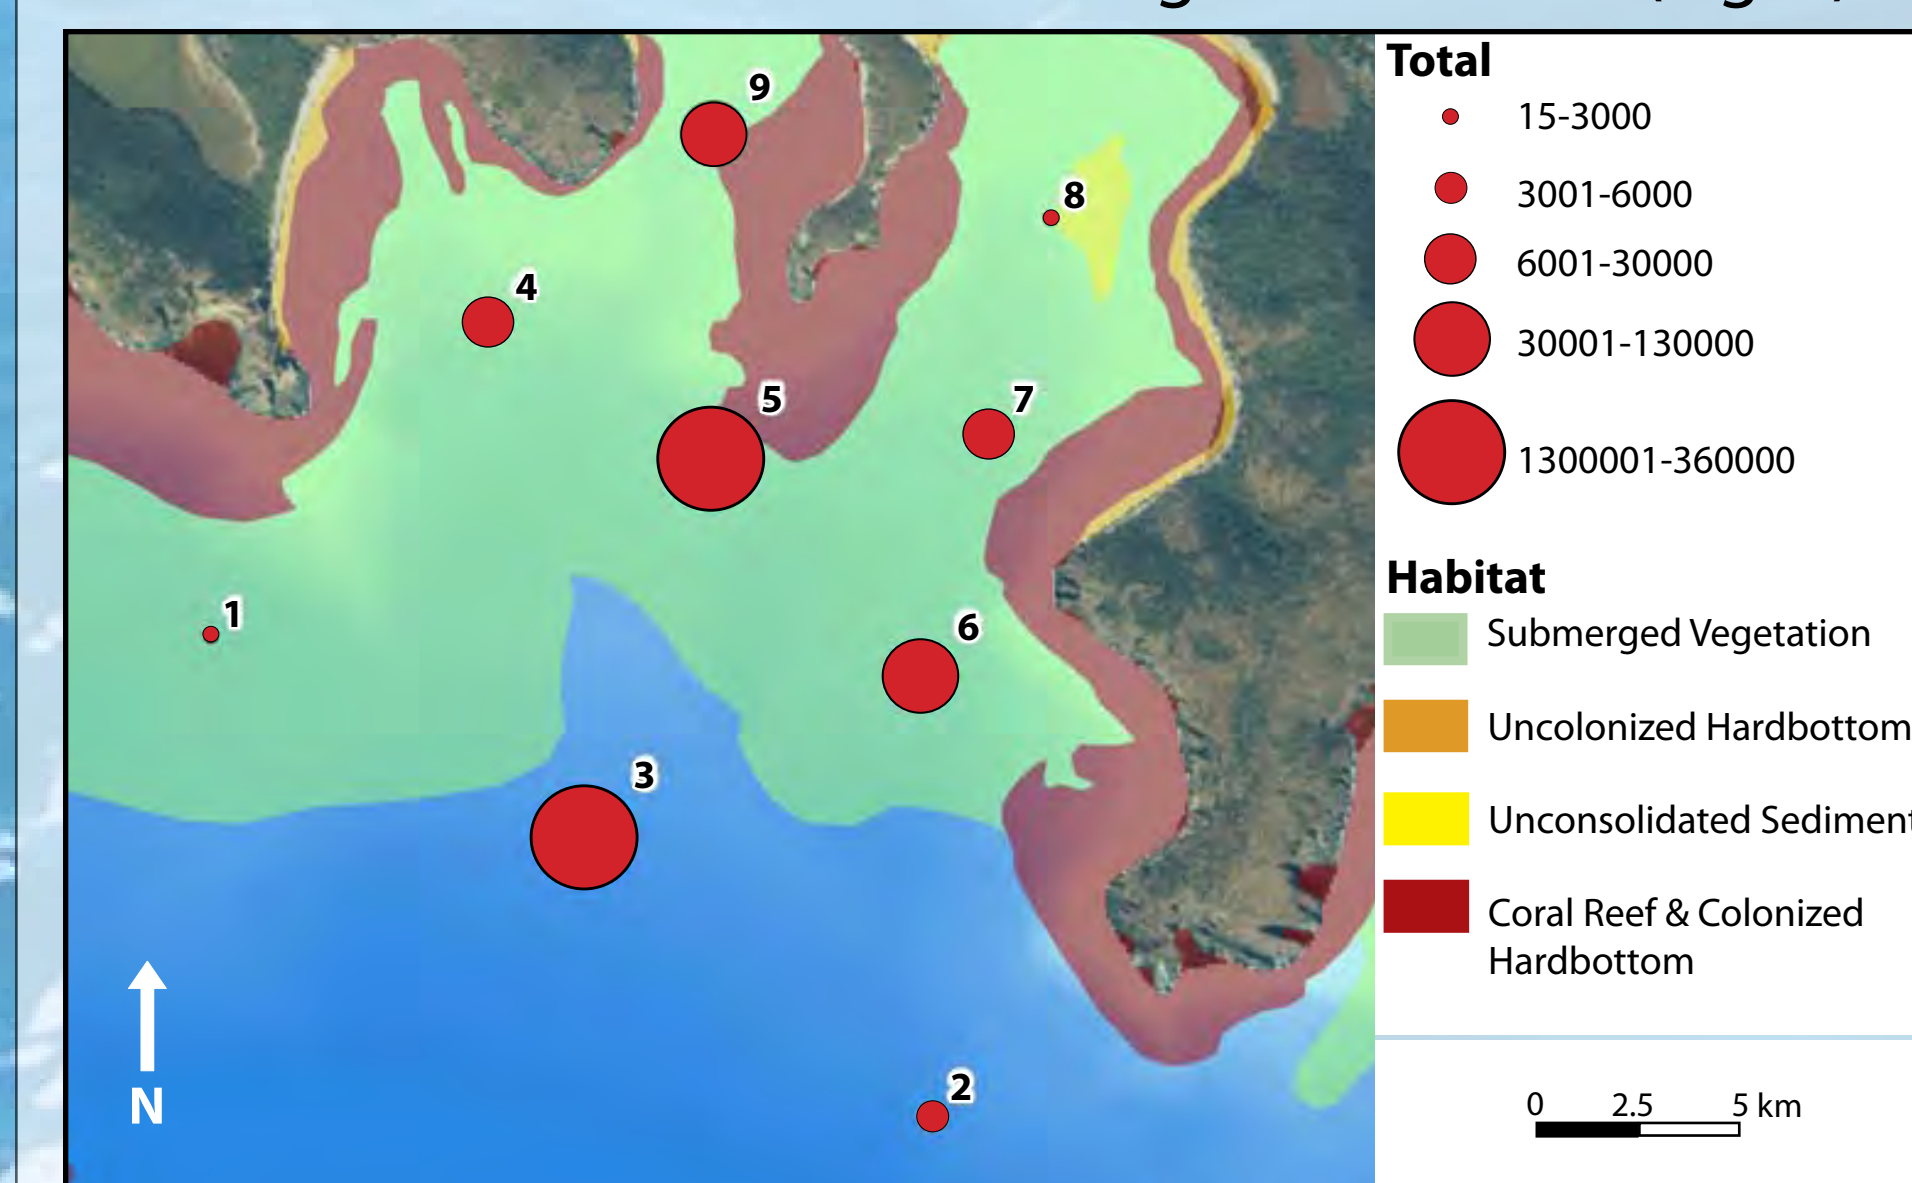 9
8
4
5
7
1
6
3
2
N
Total
15-3000
3001-6000
6001-30000
30001-130000
1300001-360000
Habitat
Submerged Vegetation
Uncolonized Hardbottom
Unconsolidated Sediment
Coral Reef & Colonized
Hardbottom
0 2.5 5 km